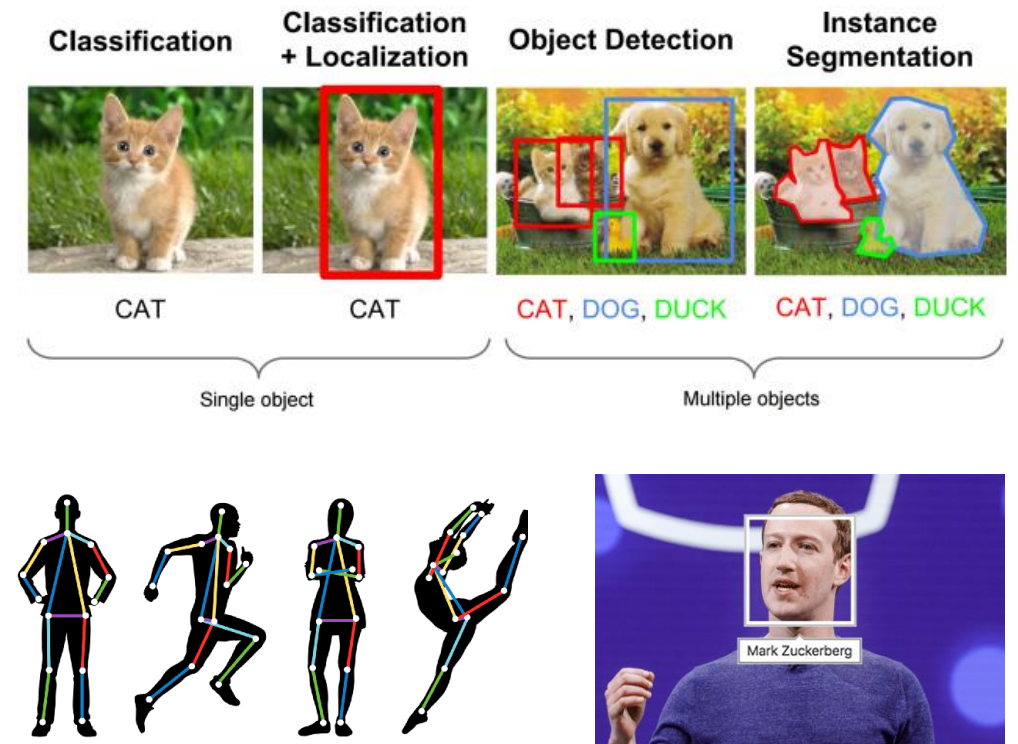 Classification
Classification
+ Localization
Object Detection
Instance
Segmentation
CAT
CAT
CAT, DOG, DUCK
CAT, DOG, DUCK
Single object
Multiple objects
Mark Zuckerberg